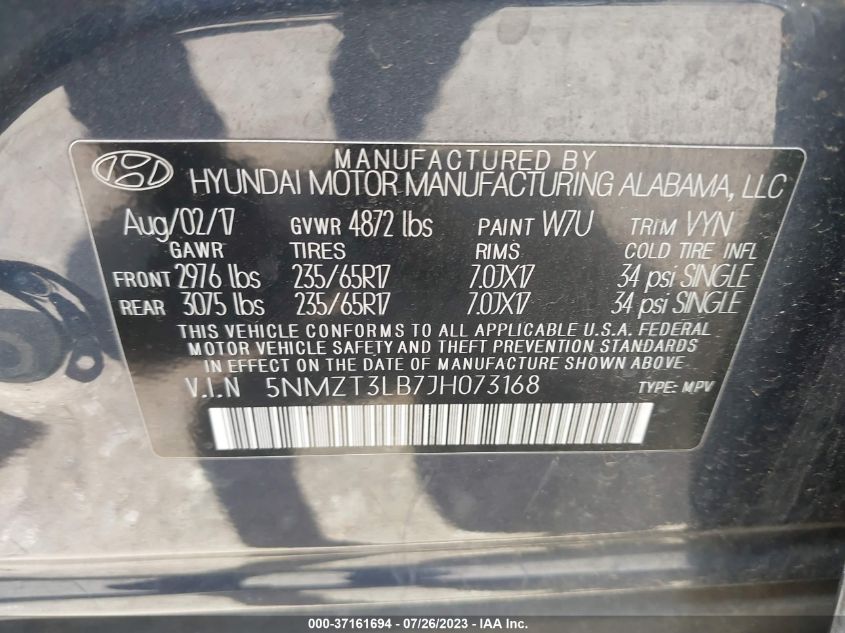 MANUFACTURED BY
HYUNDAI MOTOR MANUFACTURING ALABAMA, LLC
Aug/02/17 GVWR 4872 lbs PAINT W7U TRIM VYN
GAWR TIRES RIMS COLD TIRE INFL
FRONT 2976 lbs 235/65R17 7.0JX17 34 psi SINGLE
REAR 3075 lbs 235/65R17 7.0JX17 34 psi SINGLE
THIS VEHICLE CONFORMS TO ALL APPLICABLE U.S.A. FEDERAL
MOTOR VEHICLE SAFETY AND THEFT PREVENTION STANDARDS
IN EFFECT ON THE DATE OF MANUFACTURE SHOWN ABOVE.
V.I.N 5NMZT3LB7JH073168 TYPE: MPV
000-37161694 - 07/26/2023 - IAA Inc.